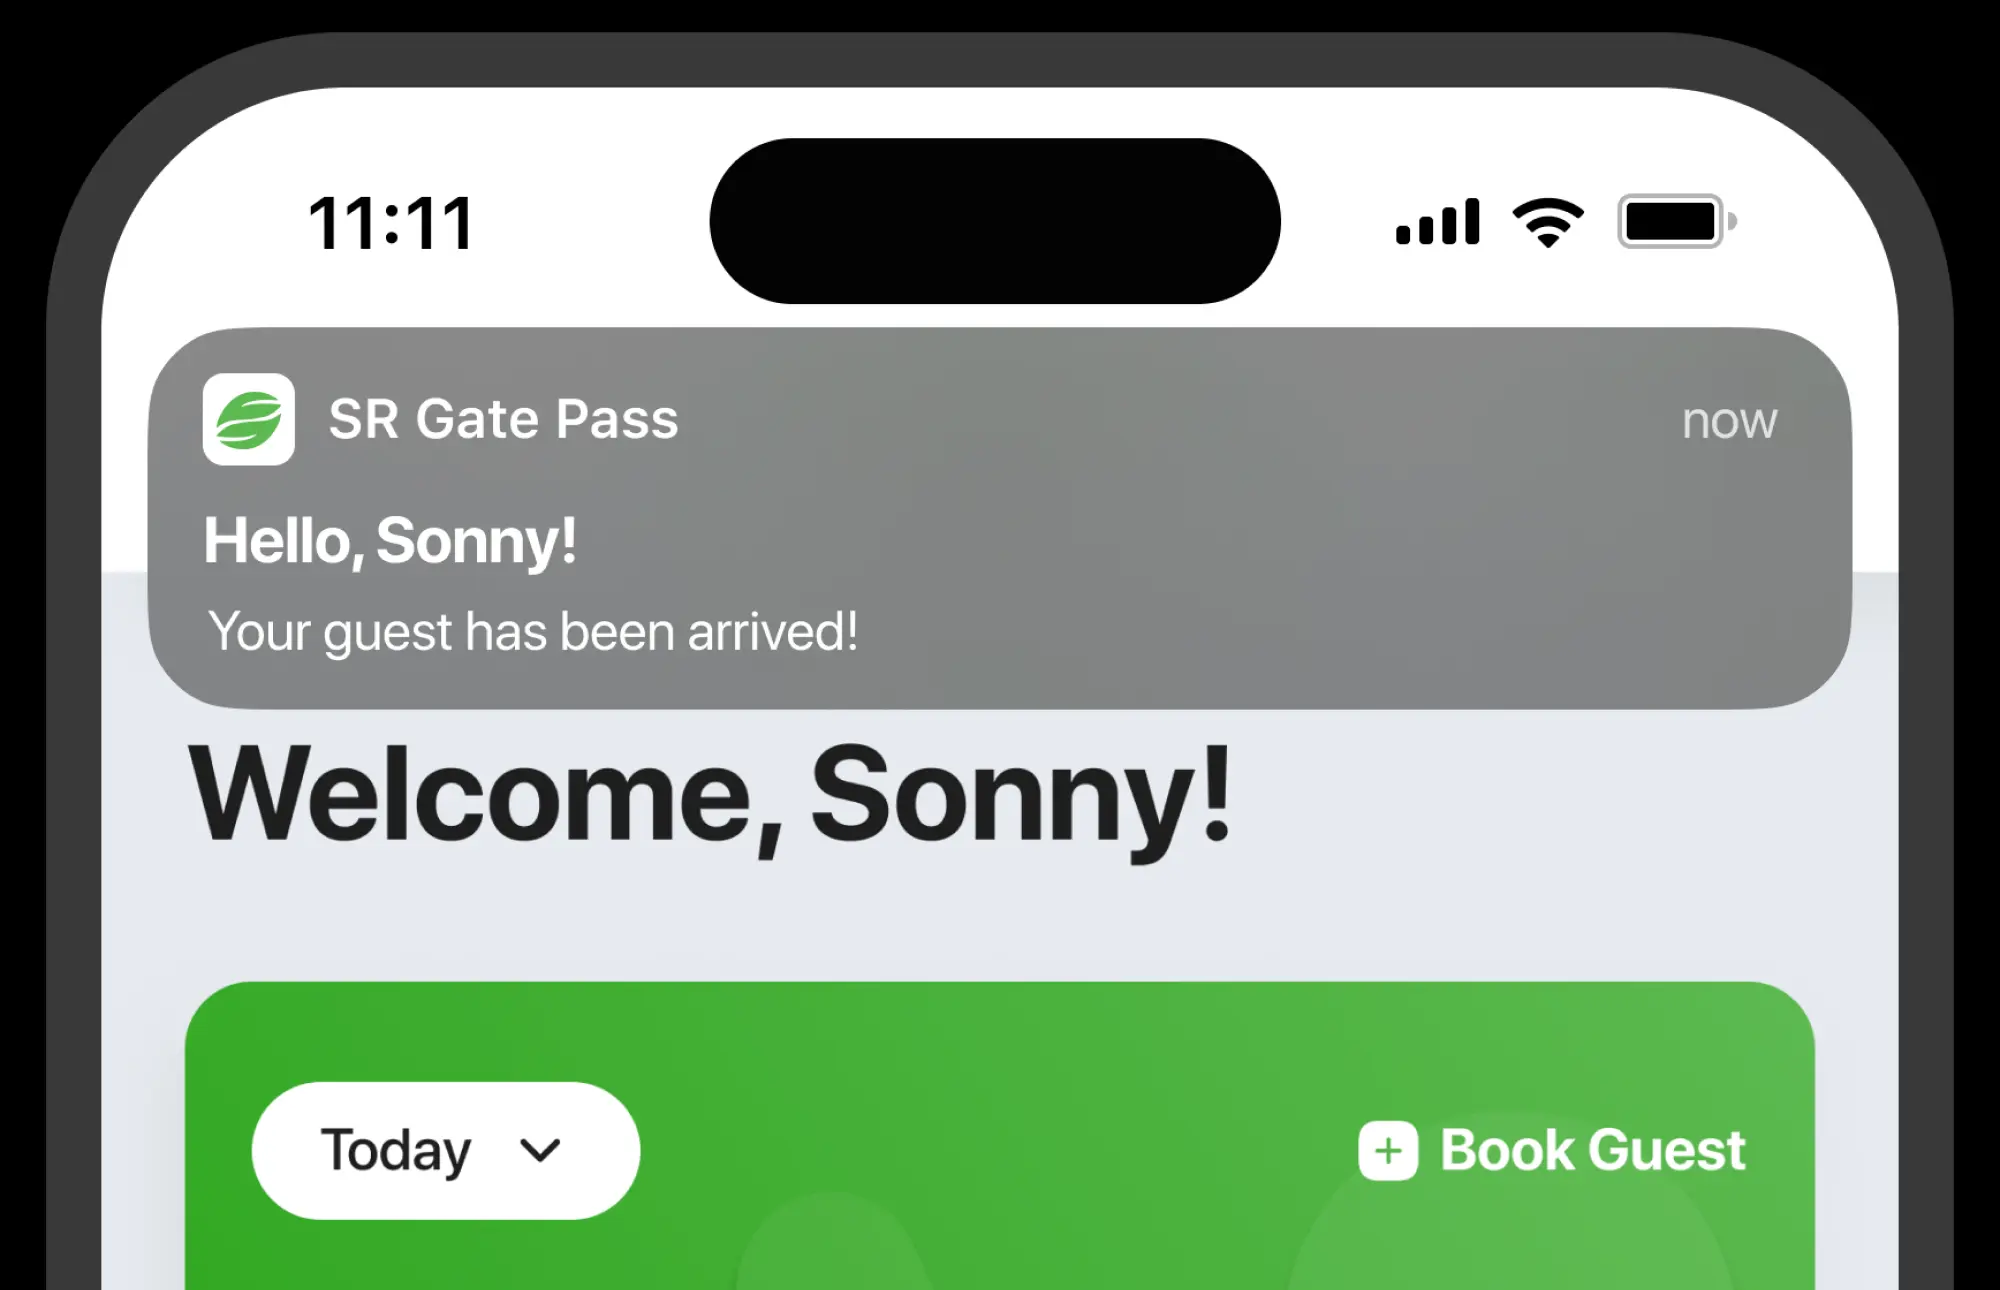 11:11
SR Gate Pass
now
Hello, Sonny!
Your guest has been arrived!
Welcome, Sonny!
Today
Book Guest